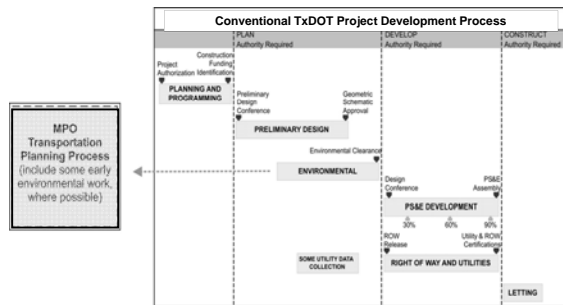 Conventional TxDOT Project Development Process
PLAN
Authority Required
DEVELOP
Authority Required
CONSTRUCT
Authority Required
Project
Authorization
Construction
Funding
Identification
PLANNING AND
PROGRAMMING
Preliminary
Design
Conference
Geometric
Schematic
Approval
PRELIMINARY DESIGN
Environmental Clearance
ENVIRONMENTAL
MPO
Transportation
Planning Process
(include some early
environmental work,
where possible)
Design
Conference
PS&E
Assembly
PS&E DEVELOPMENT
30%
60%
90%
ROW
Release
Utility & ROW
Certifications
SOME UTILITY DATA
COLLECTION
RIGHT OF WAY AND UTILITIES
LETTING